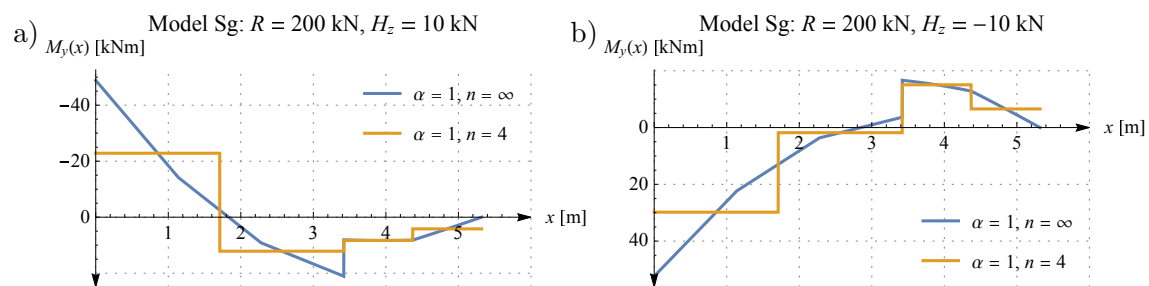 a) Model Sg: R = 200 kN, H_z = 10 kN
M_y(x) [kNm]
-40
-20
0
1 2 3 4 5
x [m]
α = 1, n = ∞
α = 1, n = 4
b) Model Sg: R = 200 kN, H_z = −10 kN
M_y(x) [kNm]
0
20
40
1 2 3 4 5
x [m]
α = 1, n = ∞
α = 1, n = 4